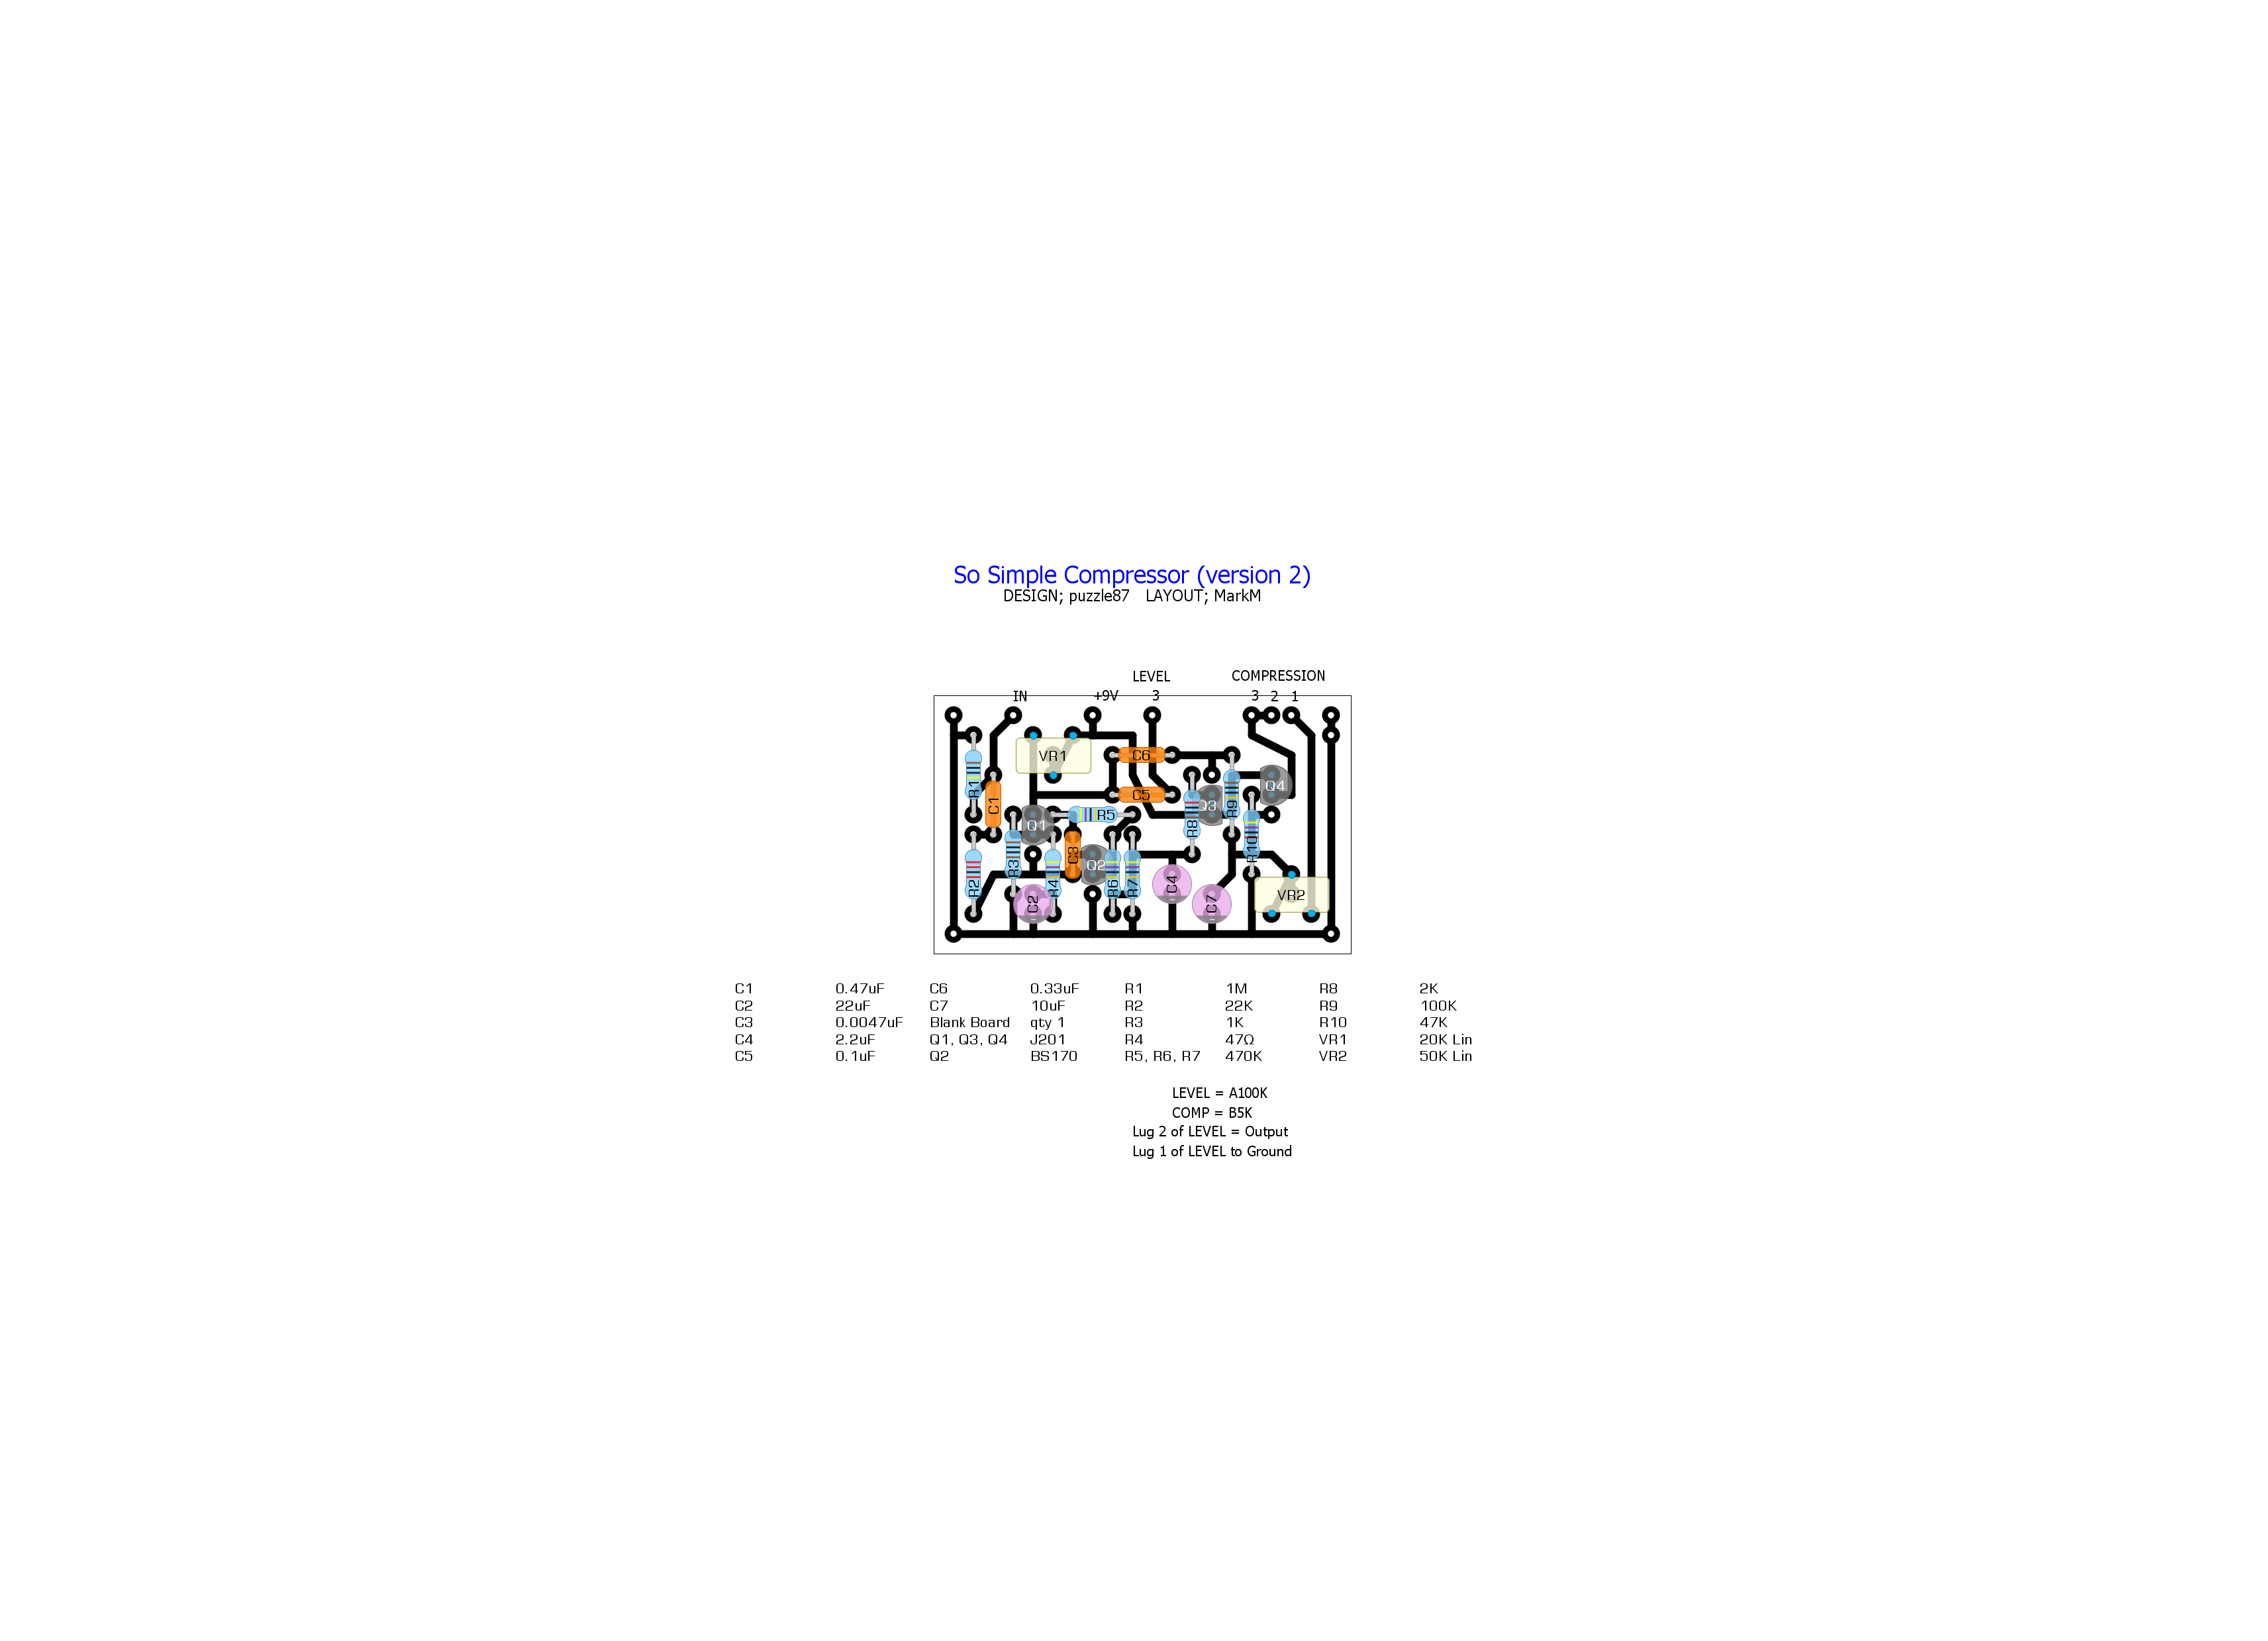 So Simple Compressor (version 2)
DESIGN; puzzle87 LAYOUT; MarkM
LEVEL COMPRESSION
IN +9V 3 3 2 1
VR1
C6
Q4
R1
C1
C5
Q3
R9
Q1
R5
R8
R10
C3
Q2
R3
R2
R4
R6
R7
C4
C2
C7
VR2
C1 0.47uF C6 0.33uF R1 1M R8 2K
C2 22uF C7 10uF R2 22K R9 100K
C3 0.0047uF Blank Board qty 1 R3 1K R10 47K
C4 2.2uF Q1, Q3, Q4 J201 R4 47Ω VR1 20K Lin
C5 0.1uF Q2 BS170 R5, R6, R7 470K VR2 50K Lin
LEVEL = A100K
COMP = B5K
Lug 2 of LEVEL = Output
Lug 1 of LEVEL to Ground